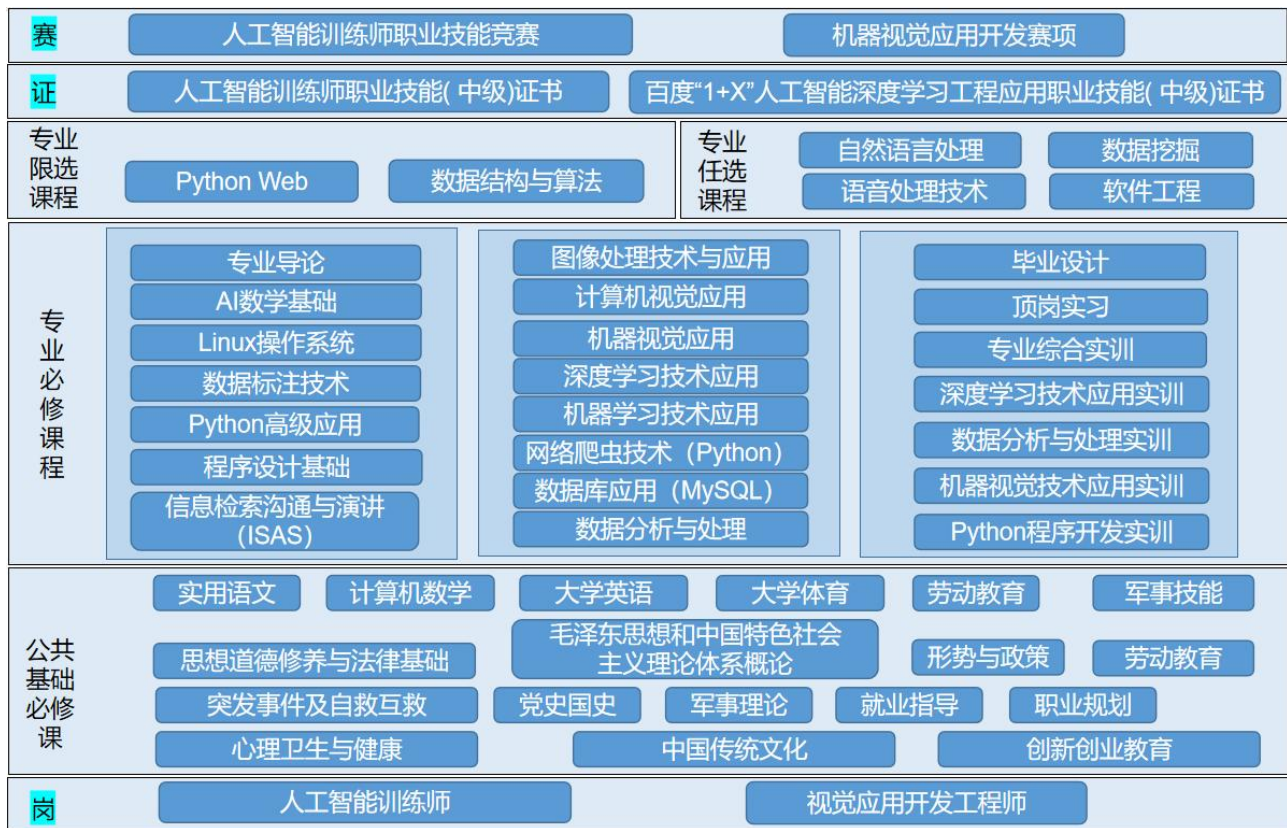 赛
人工智能训练师职业技能竞赛
机器视觉应用开发赛项
证
人工智能训练师职业技能( 中级)证书
百度“1+X”人工智能深度学习工程应用职业技能( 中级)证书
专业
限选
课程
Python Web
数据结构与算法
专业
任选
课程
自然语言处理
数据挖掘
语音处理技术
软件工程
专
业
必
修
课
程
专业导论
AI数学基础
Linux操作系统
数据标注技术
Python高级应用
程序设计基础
信息检索沟通与演讲
(ISAS)
图像处理技术与应用
计算机视觉应用
机器视觉应用
深度学习技术应用
机器学习技术应用
网络爬虫技术（Python）
数据库应用（MySQL）
数据分析与处理
毕业设计
顶岗实习
专业综合实训
深度学习技术应用实训
数据分析与处理实训
机器视觉技术应用实训
Python程序开发实训
公共
基础
必修
课
实用语文
计算机数学
大学英语
大学体育
劳动教育
军事技能
思想道德修养与法律基础
毛泽东思想和中国特色社会
主义理论体系概论
形势与政策
劳动教育
突发事件及自救互救
党史国史
军事理论
就业指导
职业规划
心理卫生与健康
中国传统文化
创新创业教育
岗
人工智能训练师
视觉应用开发工程师